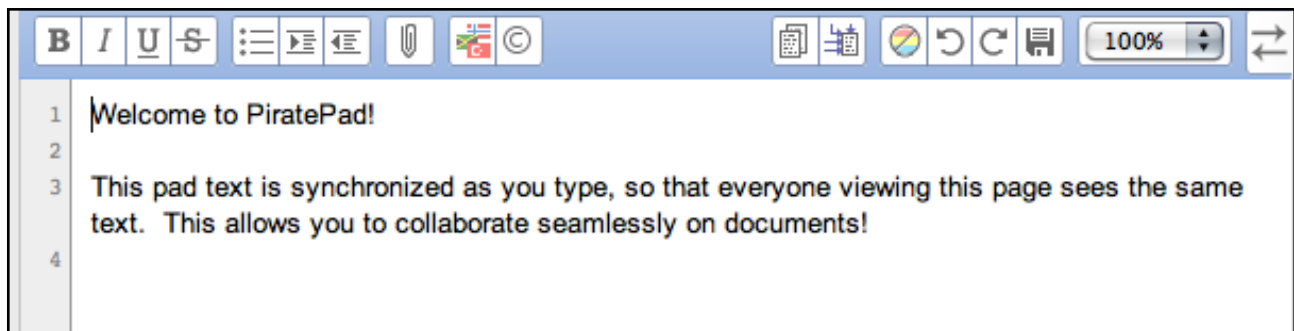 B I U S © 100%
1 Welcome to PiratePad!
2
3 This pad text is synchronized as you type, so that everyone viewing this page sees the same
text.  This allows you to collaborate seamlessly on documents!
4